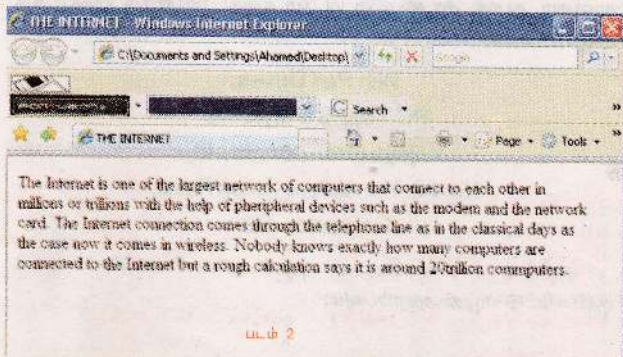 THE INTERNET - Windows Internet Explorer
C:\Documents and Settings\Ahamed\Desktop\ Google
Search
THE INTERNET Page Tools
The Internet is one of the largest network of computers that connect to each other in
millions or trillions with the help of pheripheral devices such as the modem and the network
card. The Internet connection comes through the telephone line as in the classical days as
the case now it comes in wireless. Nobody knows exactly how many computers are
connected to the Internet but a rough calculation says it is around 20trillion commputers.
படம் 2